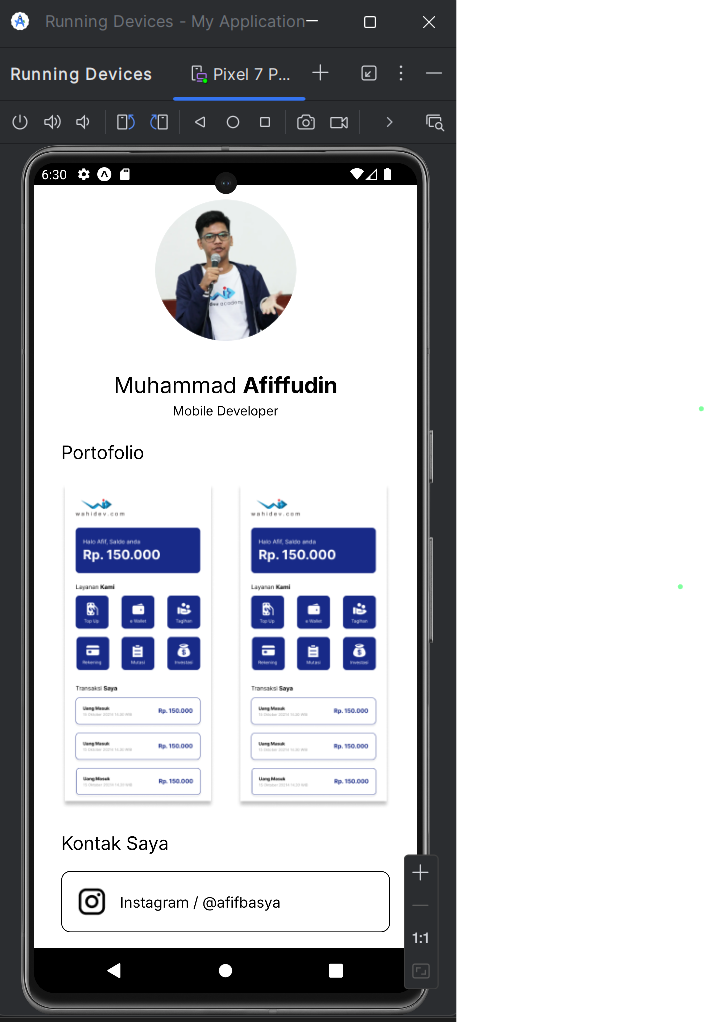 Running Devices - My Application
Running Devices
Pixel 7 P...
6:30
Muhammad Afiffudin
Mobile Developer
Portofolio
wahidev.com
Halo Afif, Saldo anda
Rp. 150.000
Layanan Kami
Top Up
e Wallet
Tagihan
Rekening
Mutasi
Investasi
Transaksi Saya
Uang Masuk
Rp. 150.000
Uang Masuk
Rp. 150.000
Uang Masuk
Rp. 150.000
wahidev.com
Halo Afif, Saldo anda
Rp. 150.000
Layanan Kami
Top Up
e Wallet
Tagihan
Rekening
Mutasi
Investasi
Transaksi Saya
Uang Masuk
Rp. 150.000
Uang Masuk
Rp. 150.000
Uang Masuk
Rp. 150.000
Kontak Saya
Instagram / @afifbasya
1:1